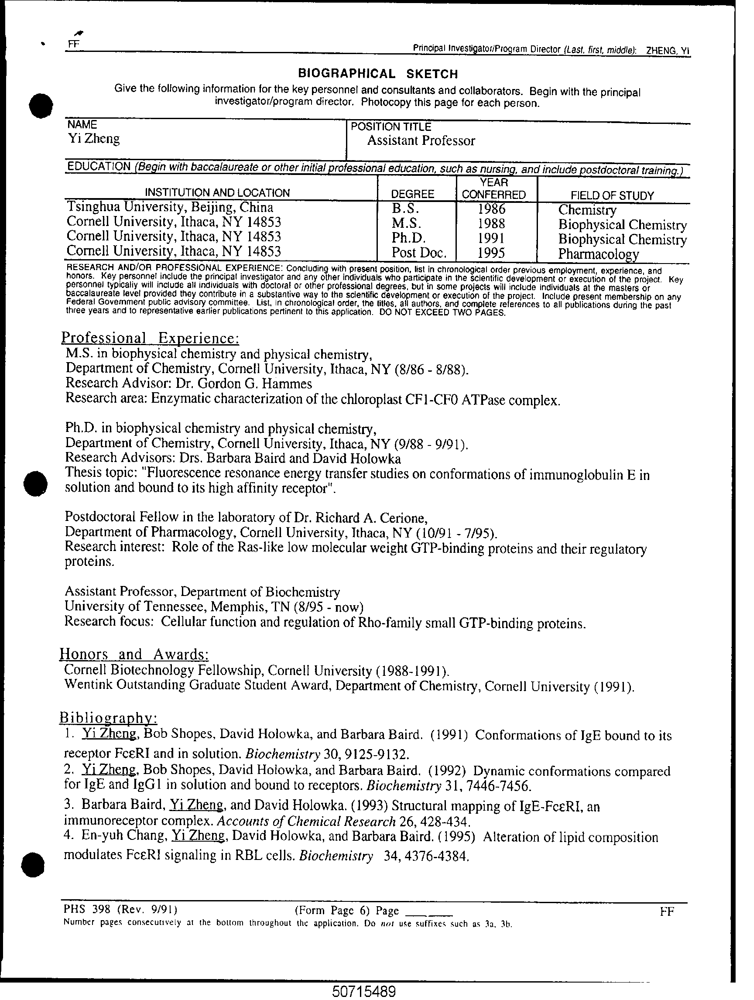 FF
Principal Investigator/Program Director (Last, first, middle): ZHENG, Yi
BIOGRAPHICAL SKETCH
Give the following information for the key personnel and consultants and collaborators. Begin with the principal
investigator/program director. Photocopy this page for each person.
NAME
POSITION TITLE
Yi Zheng
Assistant Professor
EDUCATION (Begin with baccalaureate or other initial professional education, such as nursing, and include postdoctoral training.)
INSTITUTION AND LOCATION DEGREE YEAR CONFERRED FIELD OF STUDY
Tsinghua University, Beijing, China B.S. 1986 Chemistry
Cornell University, Ithaca, NY 14853 M.S. 1988 Biophysical Chemistry
Cornell University, Ithaca, NY 14853 Ph.D. 1991 Biophysical Chemistry
Cornell University, Ithaca, NY 14853 Post Doc. 1995 Pharmacology
RESEARCH AND/OR PROFESSIONAL EXPERIENCE: Concluding with present position, list in chronological order previous employment, experience, and
honors. Key personnel include the principal investigator and any other individuals who participate in the scientific development or execution of the project. Key
personnel typically will include all individuals with doctoral or other professional degrees, but in some projects will include individuals at the masters or
baccalaureate level provided they contribute in a substantive way to the scientific development or execution of the project. Include present membership on any
Federal Government public advisory committee. List, in chronological order, the titles, all authors, and complete references to all publications during the past
three years and to representative earlier publications pertinent to this application. DO NOT EXCEED TWO PAGES.
Professional Experience:
M.S. in biophysical chemistry and physical chemistry,
Department of Chemistry, Cornell University, Ithaca, NY (8/86 - 8/88).
Research Advisor: Dr. Gordon G. Hammes
Research area: Enzymatic characterization of the chloroplast CF1-CF0 ATPase complex.
Ph.D. in biophysical chemistry and physical chemistry,
Department of Chemistry, Cornell University, Ithaca, NY (9/88 - 9/91).
Research Advisors: Drs. Barbara Baird and David Holowka
Thesis topic: "Fluorescence resonance energy transfer studies on conformations of immunoglobulin E in
solution and bound to its high affinity receptor".
Postdoctoral Fellow in the laboratory of Dr. Richard A. Cerione,
Department of Pharmacology, Cornell University, Ithaca, NY (10/91 - 7/95).
Research interest: Role of the Ras-like low molecular weight GTP-binding proteins and their regulatory
proteins.
Assistant Professor, Department of Biochemistry
University of Tennessee, Memphis, TN (8/95 - now)
Research focus: Cellular function and regulation of Rho-family small GTP-binding proteins.
Honors and Awards:
Cornell Biotechnology Fellowship, Cornell University (1988-1991).
Wentink Outstanding Graduate Student Award, Department of Chemistry, Cornell University (1991).
Bibliography:
1. Yi Zheng, Bob Shopes, David Holowka, and Barbara Baird. (1991) Conformations of IgE bound to its
receptor FcεRI and in solution. Biochemistry 30, 9125-9132.
2. Yi Zheng, Bob Shopes, David Holowka, and Barbara Baird. (1992) Dynamic conformations compared
for IgE and IgG1 in solution and bound to receptors. Biochemistry 31, 7446-7456.
3. Barbara Baird, Yi Zheng, and David Holowka. (1993) Structural mapping of IgE-FcεRI, an
immunoreceptor complex. Accounts of Chemical Research 26, 428-434.
4. En-yuh Chang, Yi Zheng, David Holowka, and Barbara Baird. (1995) Alteration of lipid composition
modulates FcεRI signaling in RBL cells. Biochemistry 34, 4376-4384.
PHS 398 (Rev. 9/91) (Form Page 6) Page ______ FF
Number pages consecutively at the bottom throughout the application. Do not use suffixes such as 3a, 3b.
50715489